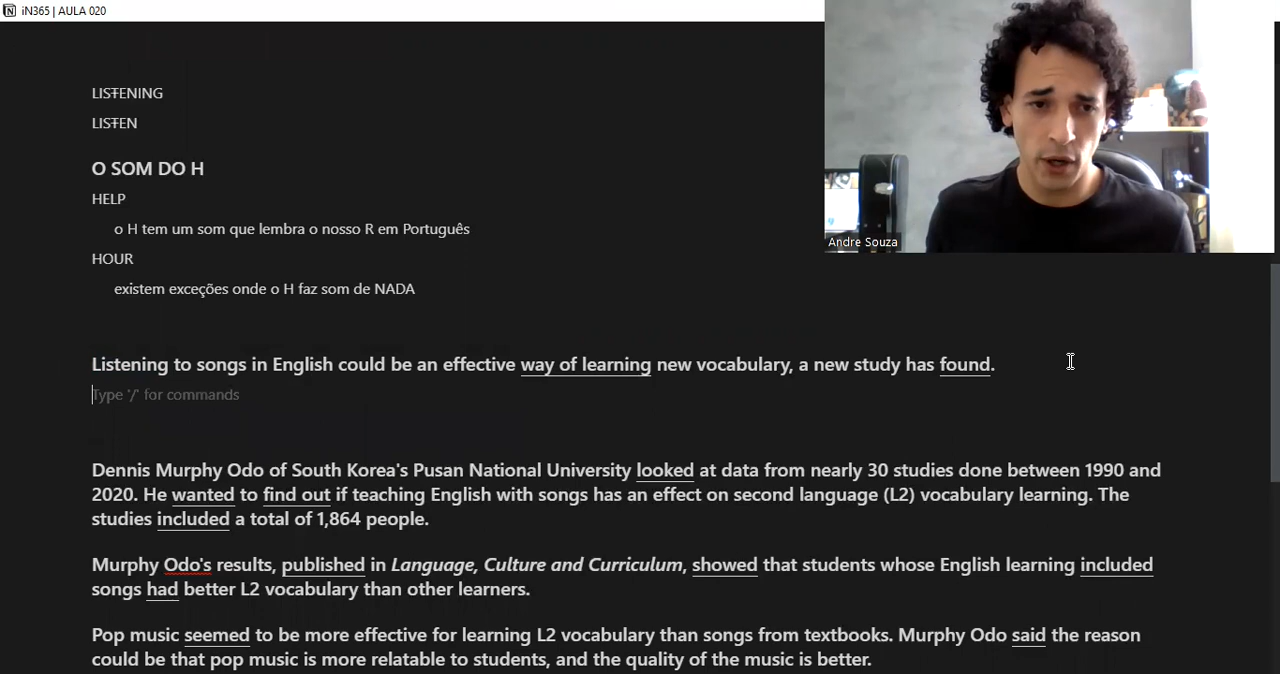 iN365 | AULA 020
LISTENING
LISTEN
O SOM DO H
HELP
o H tem um som que lembra o nosso R em Português
HOUR
existem exceções onde o H faz som de NADA
Andre Souza
Listening to songs in English could be an effective way of learning new vocabulary, a new study has found.
Type '/' for commands
Dennis Murphy Odo of South Korea's Pusan National University looked at data from nearly 30 studies done between 1990 and
2020. He wanted to find out if teaching English with songs has an effect on second language (L2) vocabulary learning. The
studies included a total of 1,864 people.
Murphy Odo's results, published in Language, Culture and Curriculum, showed that students whose English learning included
songs had better L2 vocabulary than other learners.
Pop music seemed to be more effective for learning L2 vocabulary than songs from textbooks. Murphy Odo said the reason
could be that pop music is more relatable to students, and the quality of the music is better.